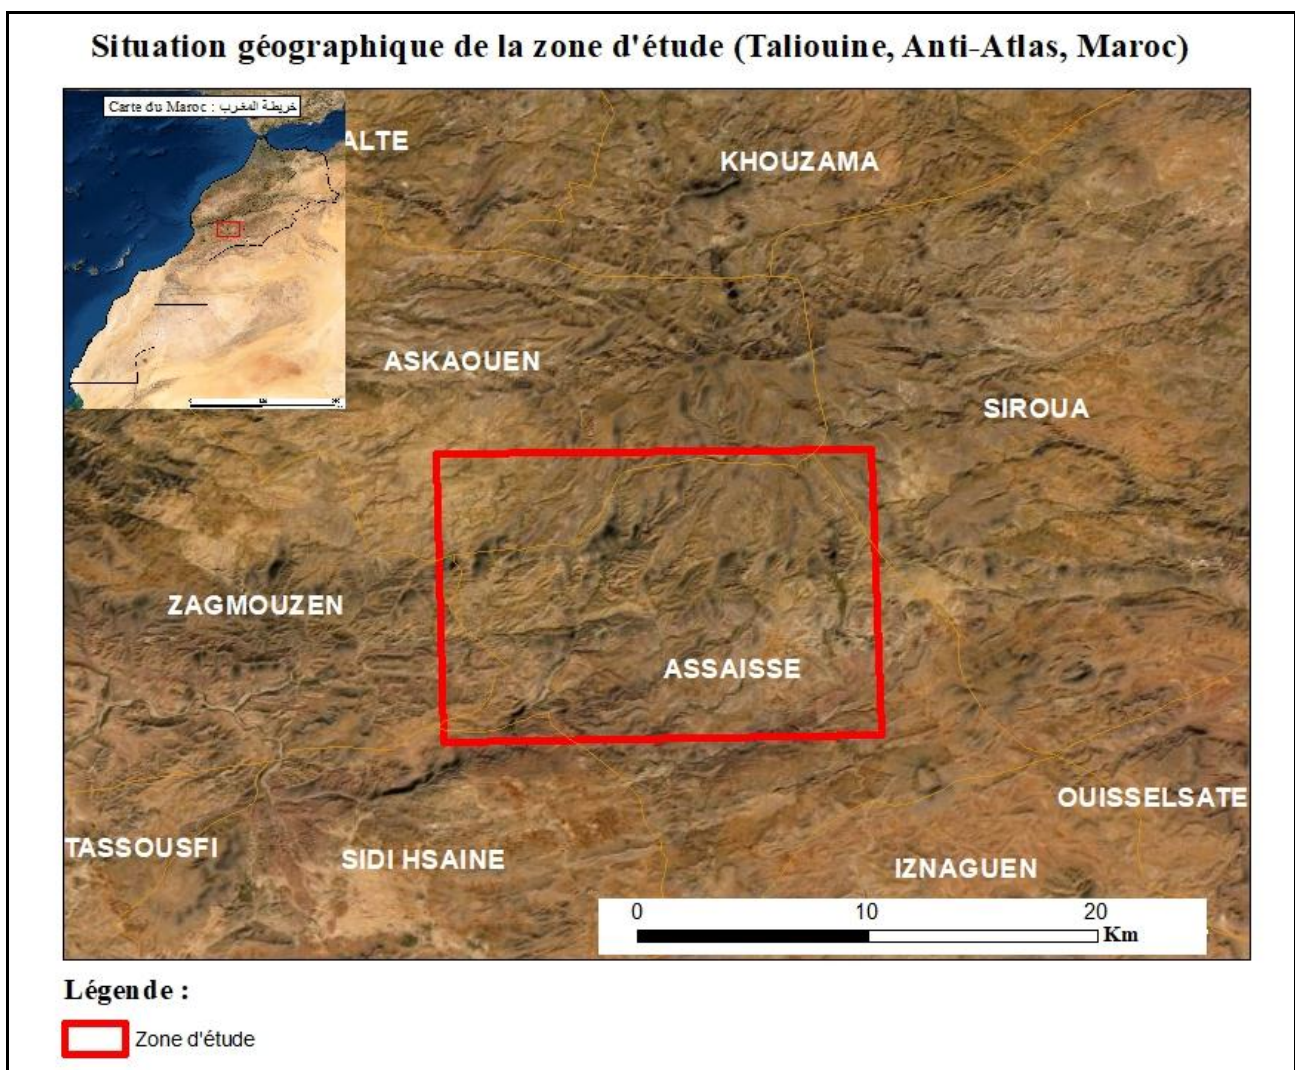 Situation géographique de la zone d'étude (Taliouine, Anti-Atlas, Maroc)
Carte du Maroc : خريطة المغرب
ALTE
KHOUZAMA
ASKAOUEN
SIROUA
ZAGMOUZEN
ASSAISSE
OUISSELSATE
TASSOUSFI
SIDI HSAINE
IZNAGUEN
0 10 20
Km
Légende :
Zone d'étude